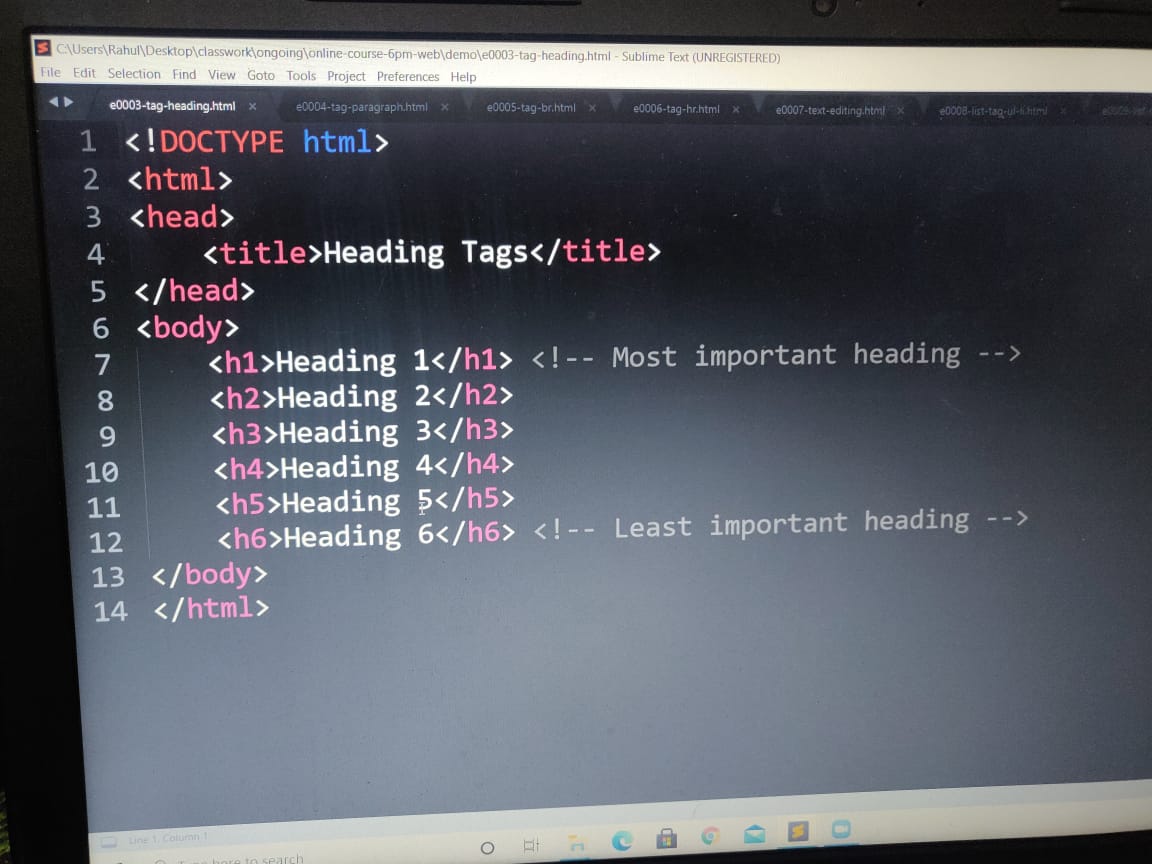 C:\Users\Rahul\Desktop\classwork\ongoing\online-course-6pm-web\demo\e0003-tag-heading.html - Sublime Text (UNREGISTERED)
File Edit Selection Find View Goto Tools Project Preferences Help
e0003-tag-heading.html × e0004-tag-paragraph.html × e0005-tag-br.html × e0006-tag-hr.html × e0007-text-editing.html × e0008-list-tag-ul-li.html ×
1 <!DOCTYPE html>
2 <html>
3 <head>
4 <title>Heading Tags</title>
5 </head>
6 <body>
7 <h1>Heading 1</h1> <!-- Most important heading -->
8 <h2>Heading 2</h2>
9 <h3>Heading 3</h3>
10 <h4>Heading 4</h4>
11 <h5>Heading 5</h5>
12 <h6>Heading 6</h6> <!-- Least important heading -->
13 </body>
14 </html>
Line 1, Column 1
here to search